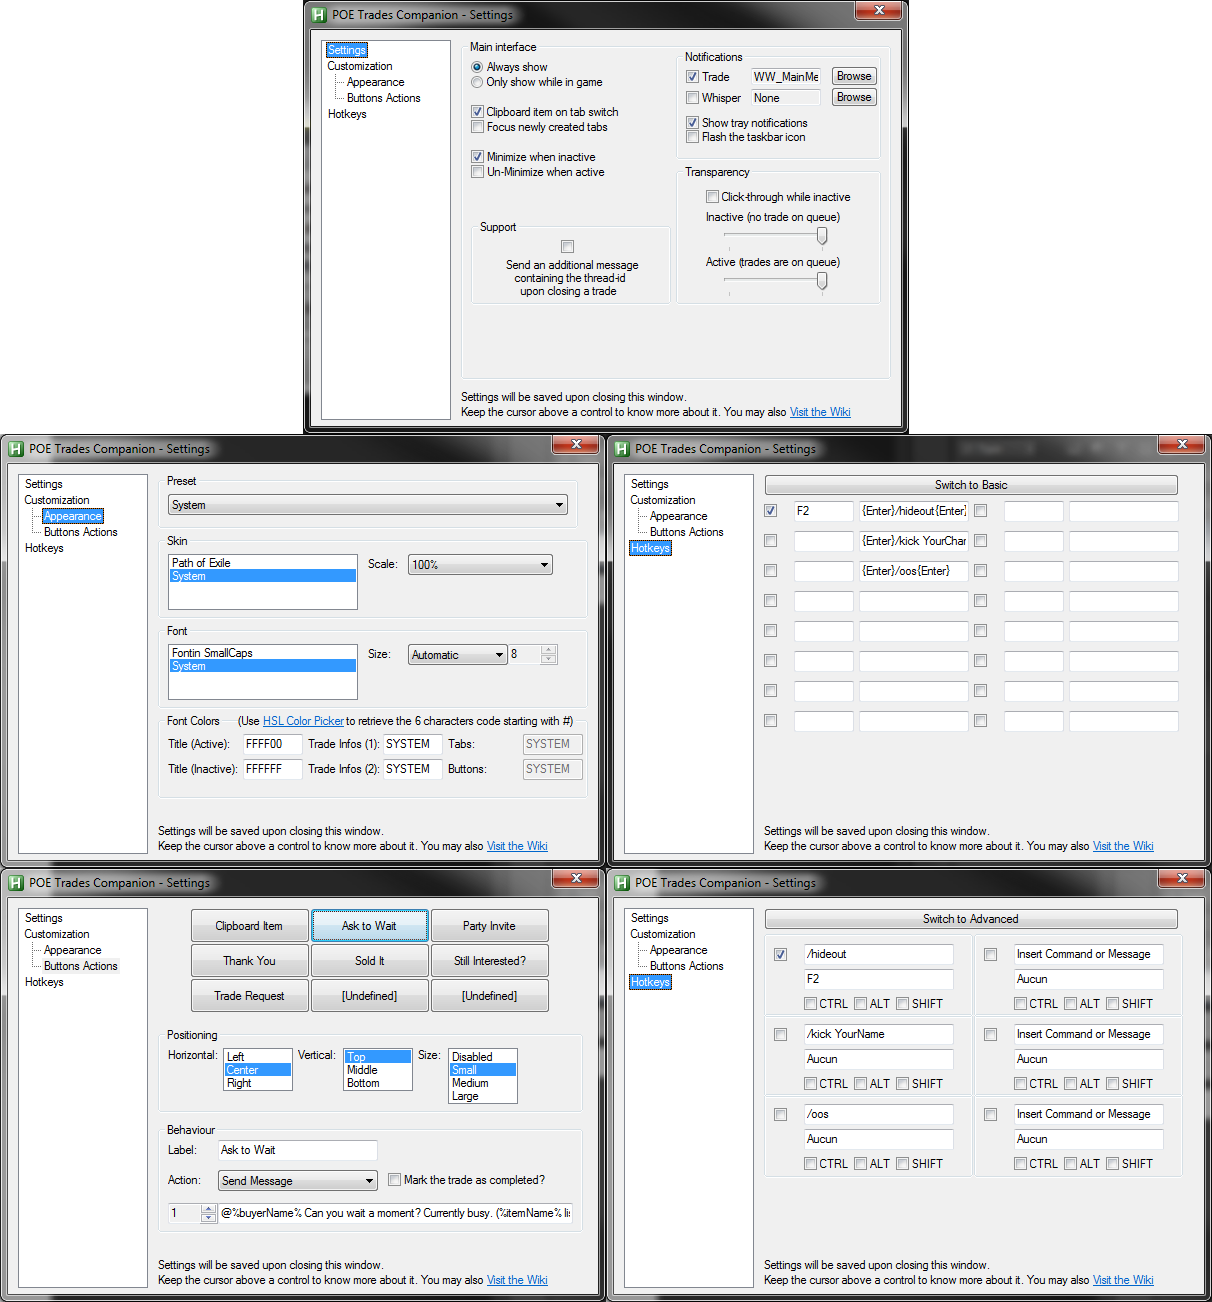 POE Trades Companion - Settings
Settings
Customization
Appearance
Buttons Actions
Hotkeys
Main interface
Always show
Only show while in game
Clipboard item on tab switch
Focus newly created tabs
Minimize when inactive
Un-Minimize when active
Support
Send an additional message
containing the thread-id
upon closing a trade
Notifications
Trade WW_MainMe Browse
Whisper None Browse
Show tray notifications
Flash the taskbar icon
Transparency
Click-through while inactive
Inactive (no trade on queue)
Active (trades are on queue)
Settings will be saved upon closing this window.
Keep the cursor above a control to know more about it. You may also Visit the Wiki
POE Trades Companion - Settings
Settings
Customization
Appearance
Buttons Actions
Hotkeys
Preset
System
Skin
Path of Exile
System
Scale: 100%
Font
Fontin SmallCaps
System
Size: Automatic 8
Font Colors (Use HSL Color Picker to retrieve the 6 characters code starting with #)
Title (Active): FFFF00 Trade Infos (1): SYSTEM Tabs: SYSTEM
Title (Inactive): FFFFFF Trade Infos (2): SYSTEM Buttons: SYSTEM
Settings will be saved upon closing this window.
Keep the cursor above a control to know more about it. You may also Visit the Wiki
POE Trades Companion - Settings
Settings
Customization
Appearance
Buttons Actions
Hotkeys
Switch to Basic
F2 {Enter}/hideout{Enter}
{Enter}/kick YourChar
{Enter}/oos{Enter}
Settings will be saved upon closing this window.
Keep the cursor above a control to know more about it. You may also Visit the Wiki
POE Trades Companion - Settings
Settings
Customization
Appearance
Buttons Actions
Hotkeys
Clipboard Item Ask to Wait Party Invite
Thank You Sold It Still Interested?
Trade Request [Undefined] [Undefined]
Positioning
Horizontal: Left Center Right
Vertical: Top Middle Bottom
Size: Disabled Small Medium Large
Behaviour
Label: Ask to Wait
Action: Send Message Mark the trade as completed?
1 @%buyerName% Can you wait a moment? Currently busy. (%itemName% lis
Settings will be saved upon closing this window.
Keep the cursor above a control to know more about it. You may also Visit the Wiki
POE Trades Companion - Settings
Settings
Customization
Appearance
Buttons Actions
Hotkeys
Switch to Advanced
/hideout Insert Command or Message
F2 Aucun
CTRL ALT SHIFT CTRL ALT SHIFT
/kick YourName Insert Command or Message
Aucun Aucun
CTRL ALT SHIFT CTRL ALT SHIFT
/oos Insert Command or Message
Aucun Aucun
CTRL ALT SHIFT CTRL ALT SHIFT
Settings will be saved upon closing this window.
Keep the cursor above a control to know more about it. You may also Visit the Wiki